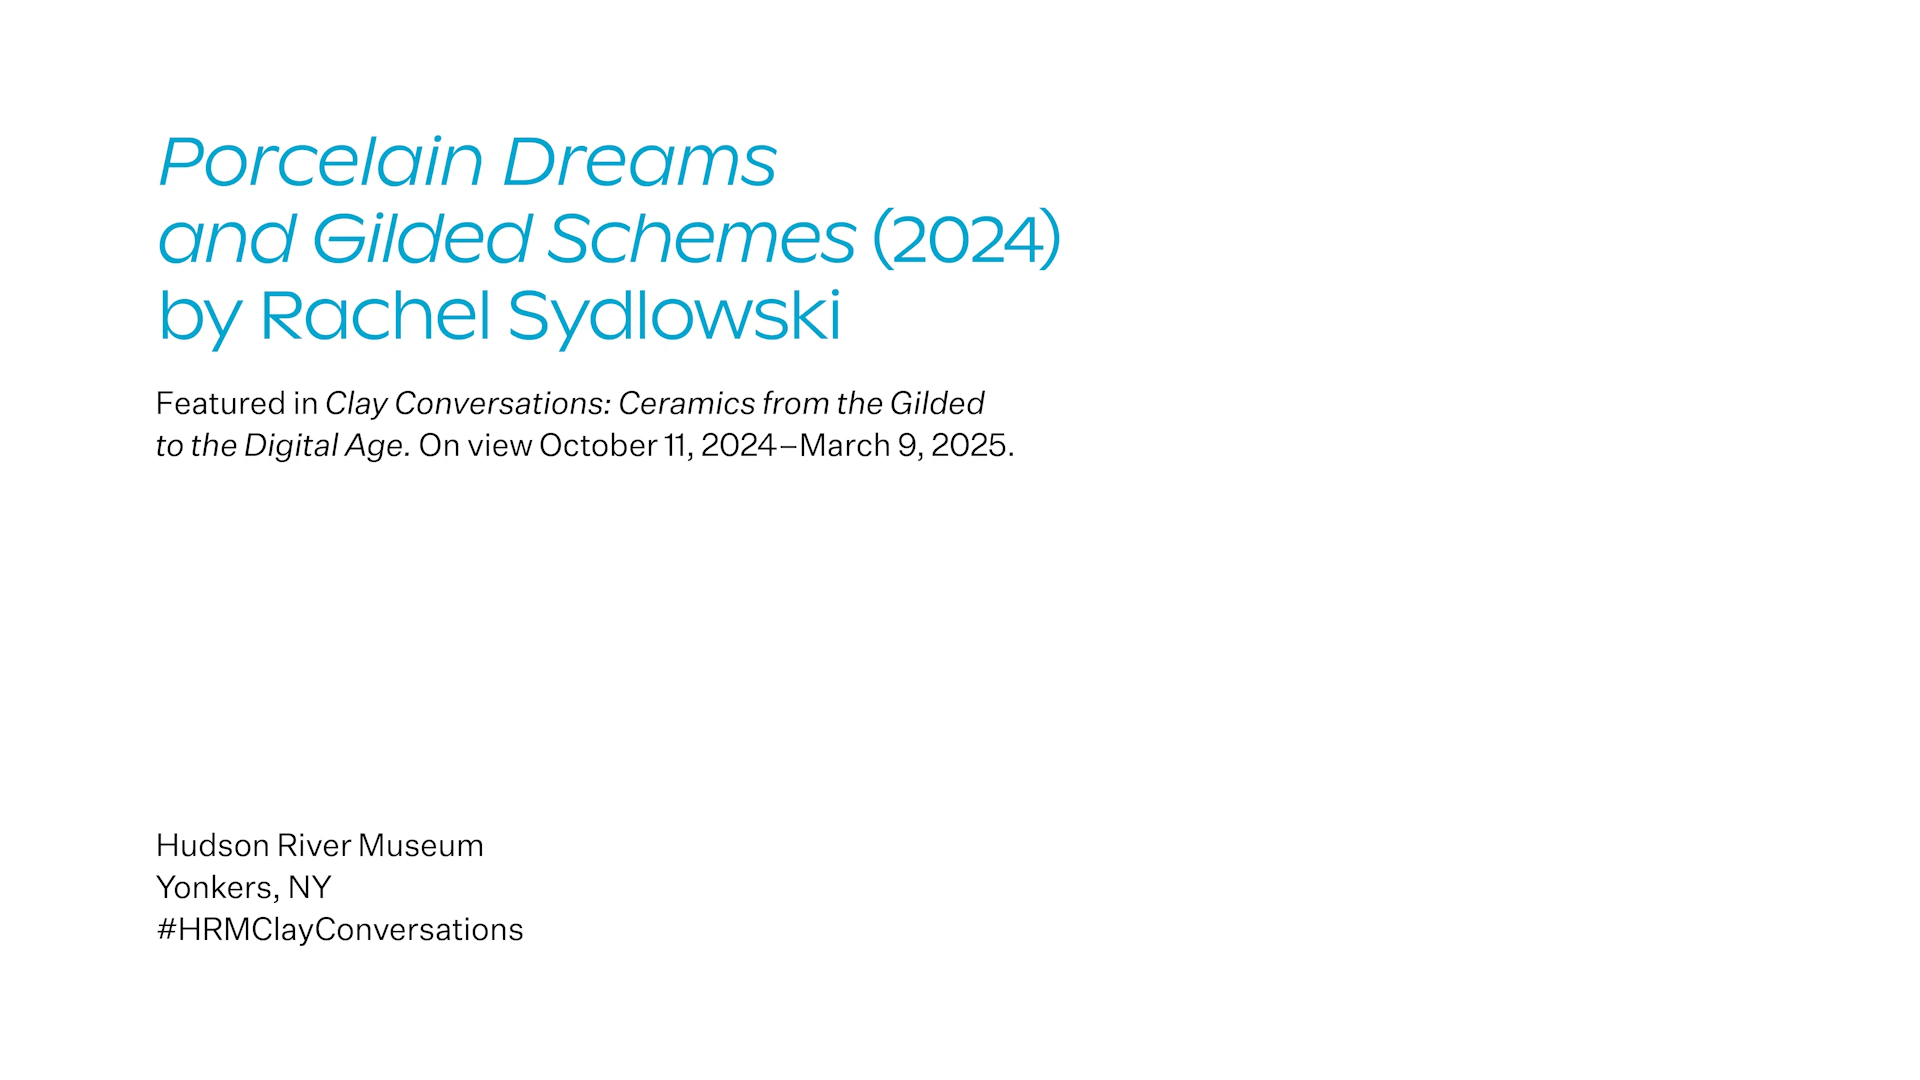 Porcelain Dreams
and Gilded Schemes (2024)
by Rachel Sydlowski
Featured in Clay Conversations: Ceramics from the Gilded
to the Digital Age. On view October 11, 2024–March 9, 2025.
Hudson River Museum
Yonkers, NY
#HRMClayConversations